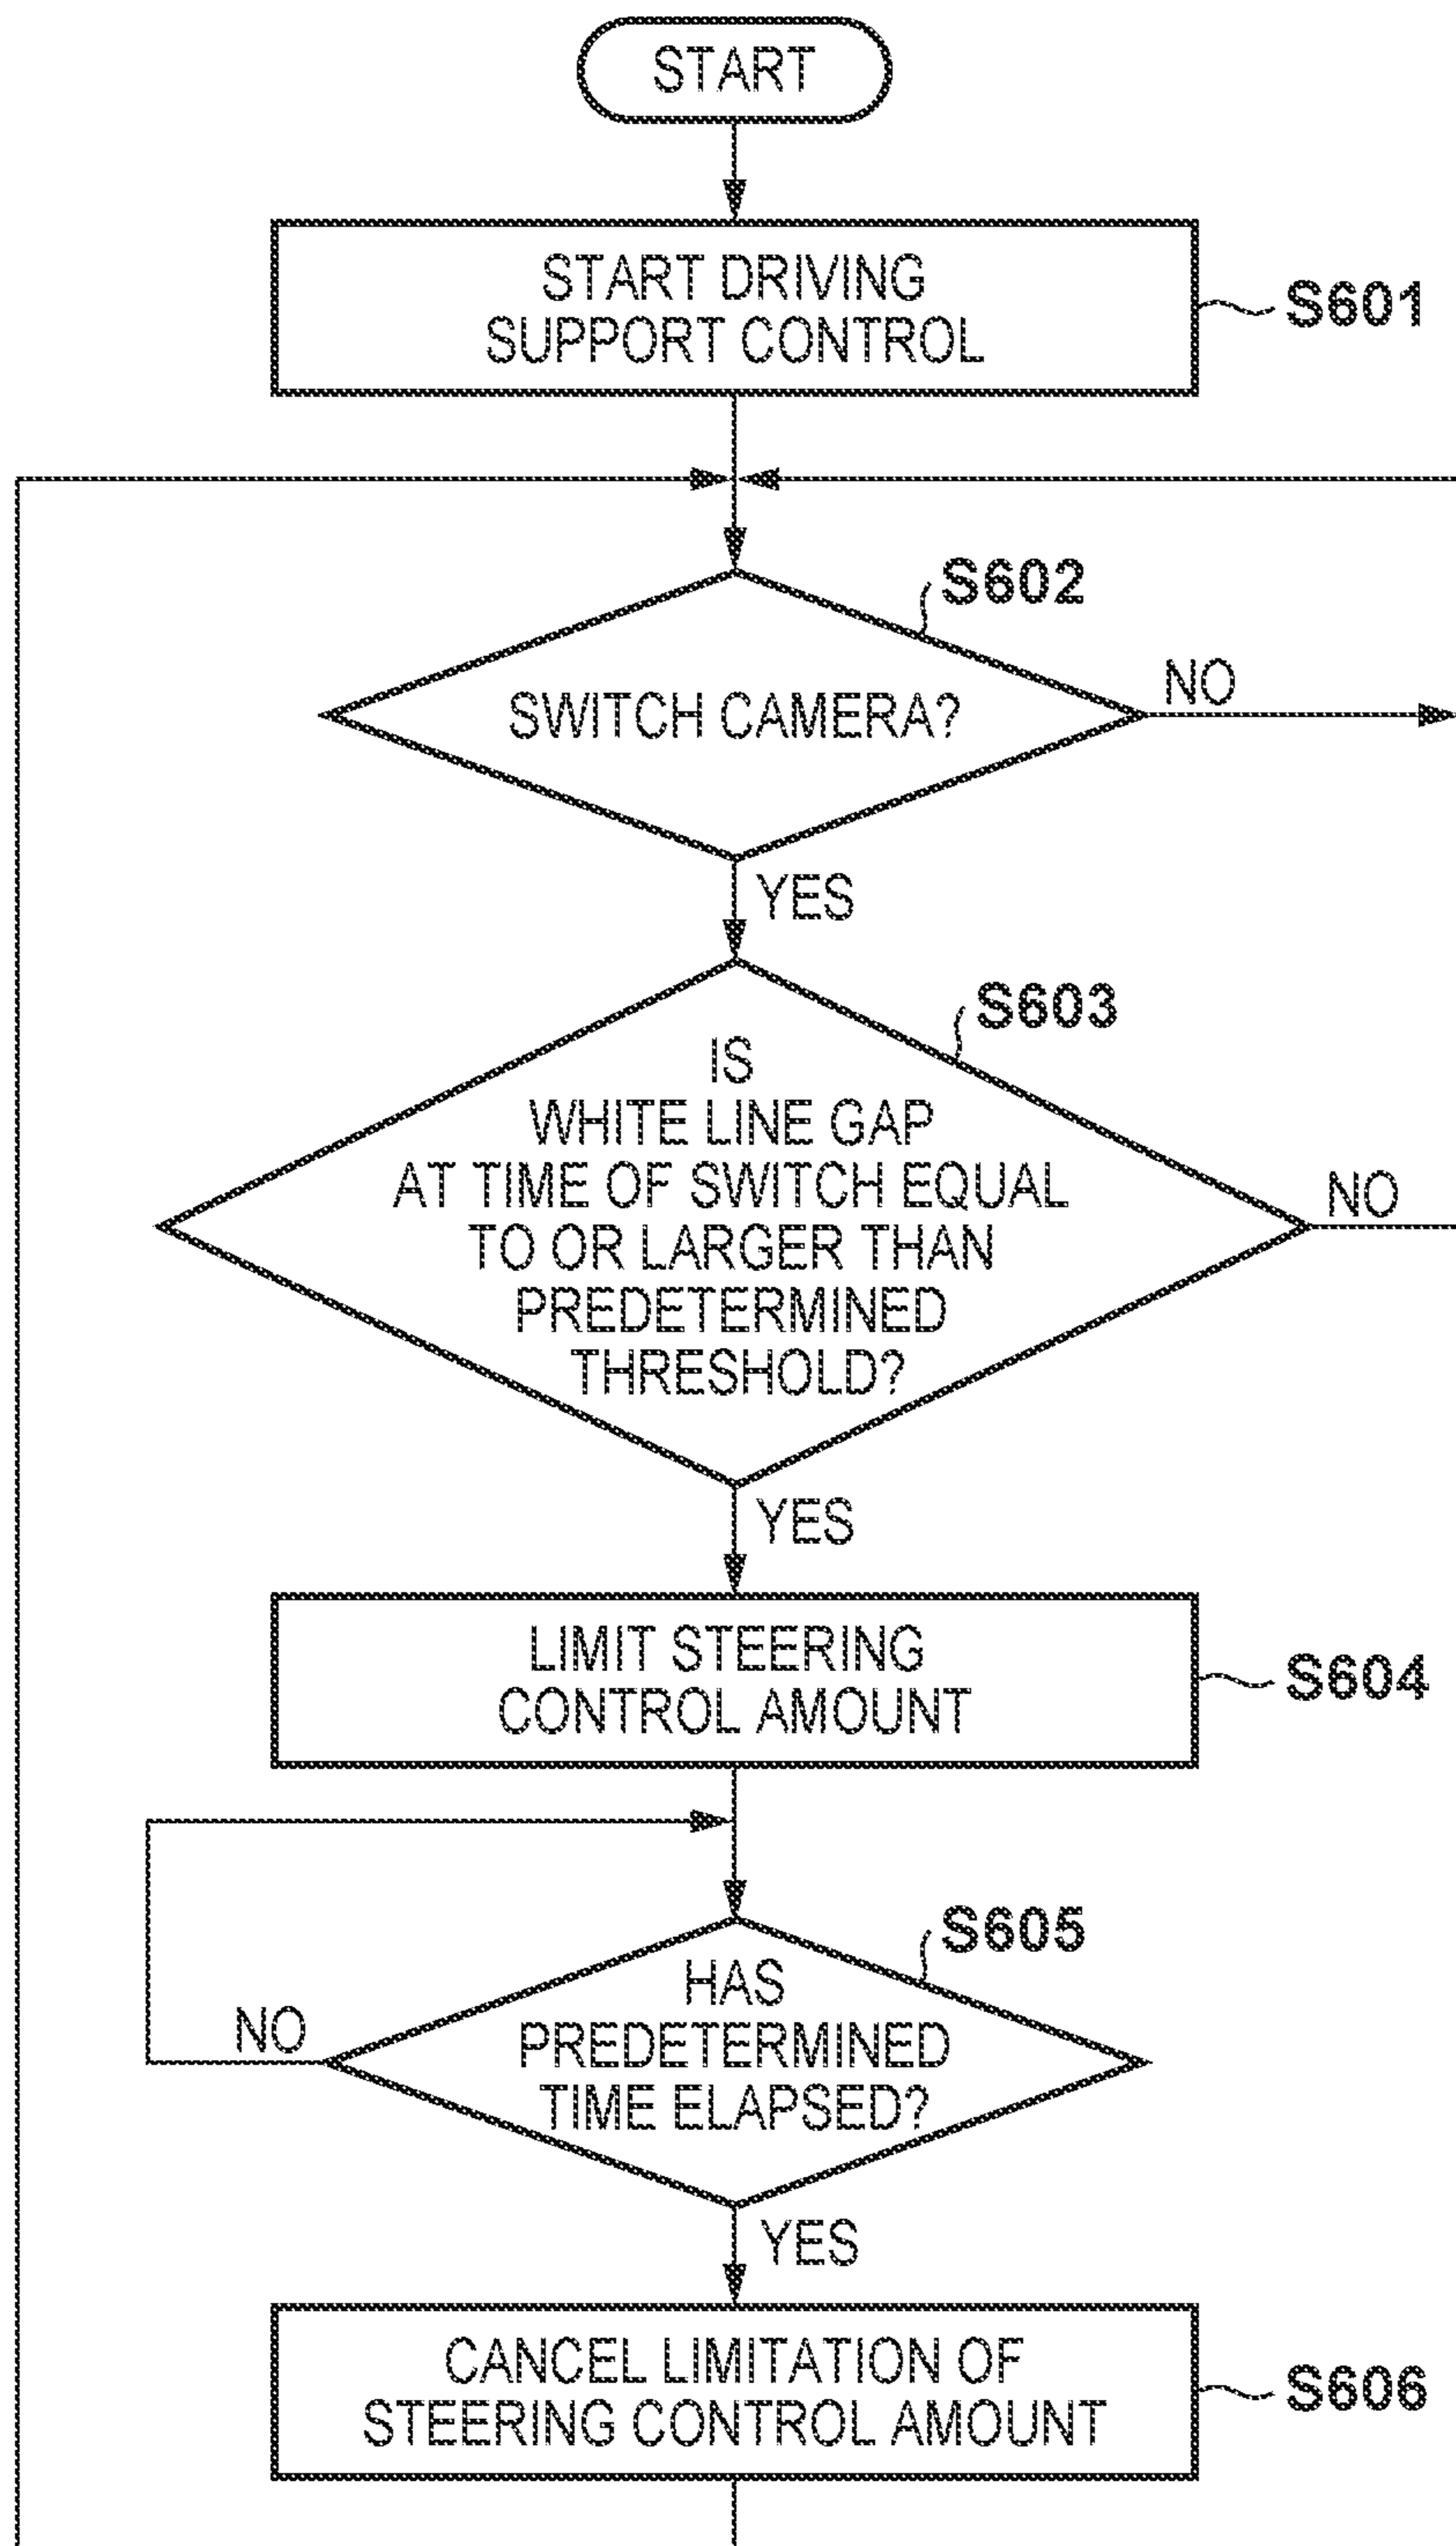 START
START DRIVING
SUPPORT CONTROL
S601
S602
SWITCH CAMERA?
NO
YES
S603
IS
WHITE LINE GAP
AT TIME OF SWITCH EQUAL
TO OR LARGER THAN
PREDETERMINED
THRESHOLD?
NO
YES
LIMIT STEERING
CONTROL AMOUNT
S604
S605
HAS
PREDETERMINED
TIME ELAPSED?
NO
YES
CANCEL LIMITATION OF
STEERING CONTROL AMOUNT
S606